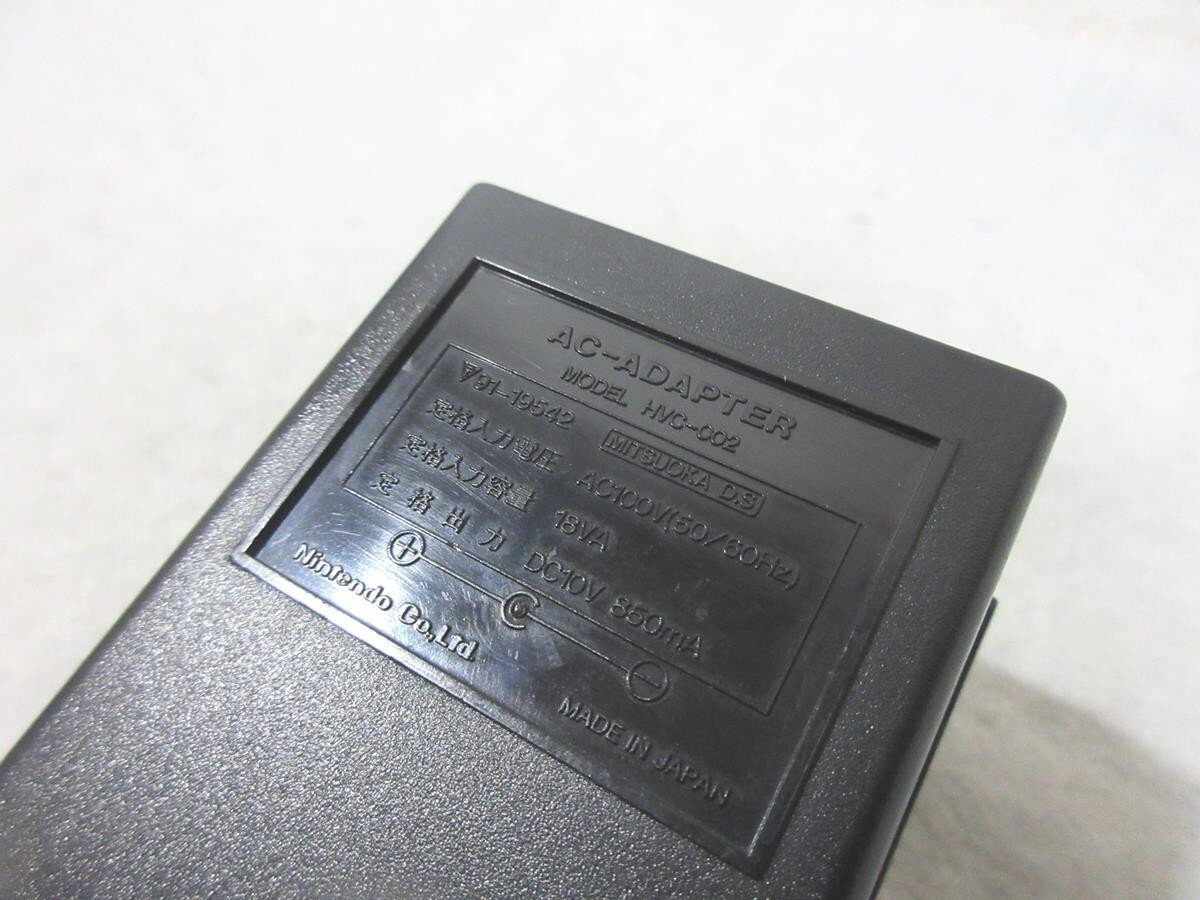 AC-ADAPTER
MODEL HVC-002
▽91-19542 MITSUOKA D.S
定格入力電圧 AC100V(50/60Hz)
定格入力容量 18VA
定格出力 DC10V 850mA
+ C −
Nintendo Co.,Ltd.
MADE IN JAPAN